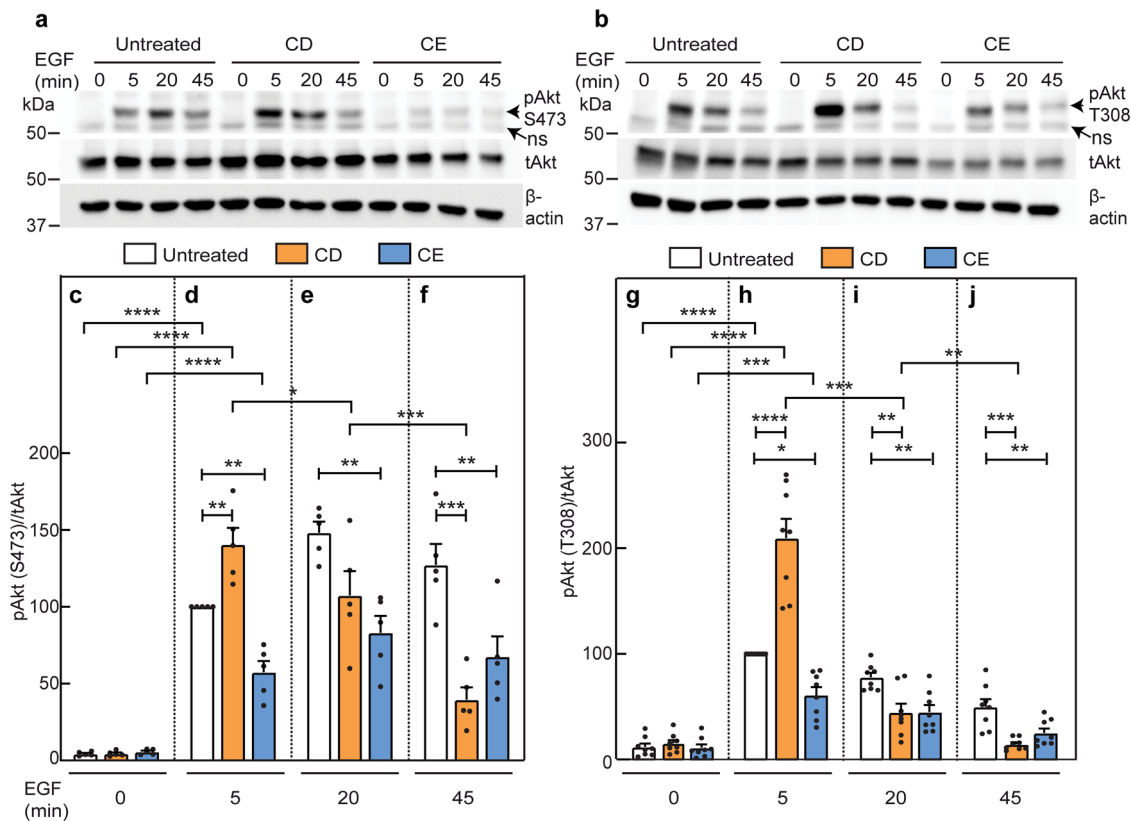 a
Untreated CD CE
EGF
(min) 0 5 20 45 0 5 20 45 0 5 20 45
kDa
pAkt
S473
50
ns
tAkt
50
β-
actin
37
b
Untreated CD CE
EGF
(min) 0 5 20 45 0 5 20 45 0 5 20 45
kDa
pAkt
T308
50
ns
tAkt
50
β-
actin
37
Untreated CD CE
c d e f
****
****
****
*
***
** ** **
** ***
200
150
100
50
0
pAkt (S473)/tAkt
EGF
(min) 0 5 20 45
Untreated CD CE
g h i j
****
****
***
**
***
**** ** ***
* ** **
300
200
100
0
pAkt (T308)/tAkt
0 5 20 45